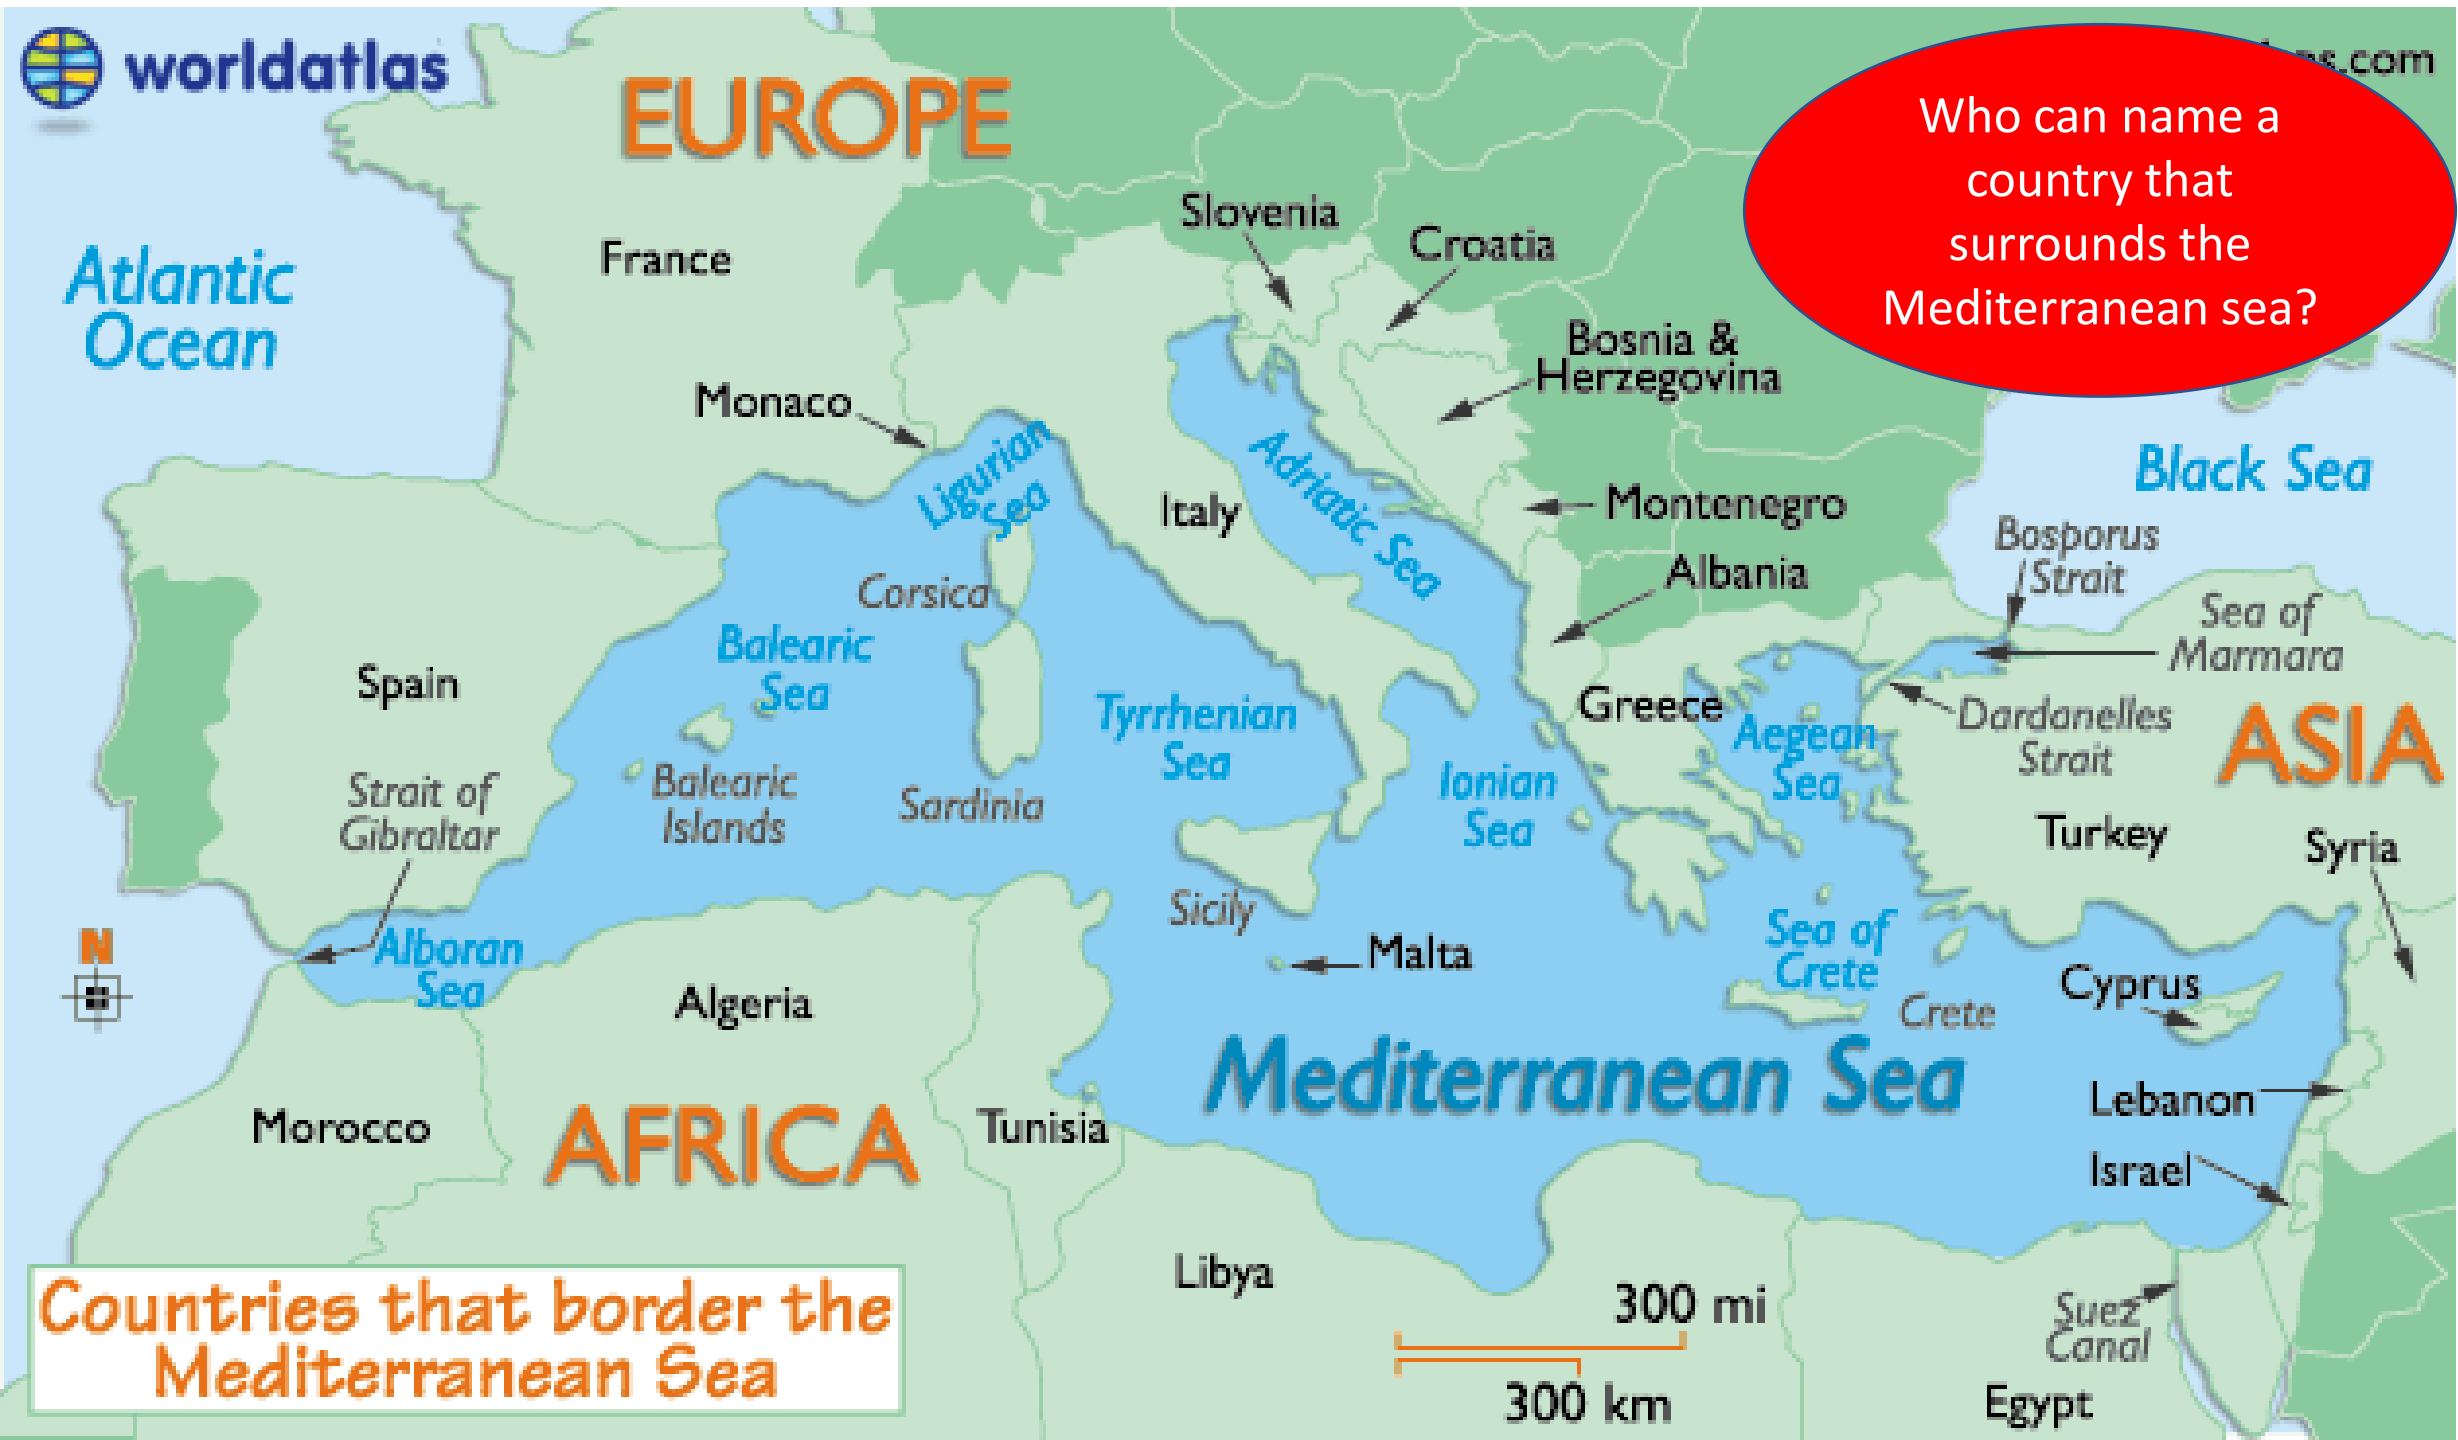 worldatlas
s.com
EUROPE
Who can name a
country that
surrounds the
Mediterranean sea?
Slovenia
Croatia
France
Atlantic
Ocean
Bosnia &
Herzegovina
Monaco
Ligurian
Sea
Adriatic Sea
Black Sea
Italy
Montenegro
Bosporus
Strait
Albania
Corsica
Sea of
Marmara
Balearic
Sea
Spain
Greece
Tyrrhenian
Sea
Aegean
Sea
Dardanelles
Strait
ASIA
Strait of
Gibraltar
Balearic
Islands
Sardinia
Ionian
Sea
Turkey
Syria
Sicily
N
Alboran
Sea
Malta
Sea of
Crete
Crete
Cyprus
Algeria
Mediterranean Sea
Lebanon
Morocco
AFRICA
Tunisia
Israel
Libya
Countries that border the
Mediterranean Sea
300 mi
300 km
Suez
Canal
Egypt